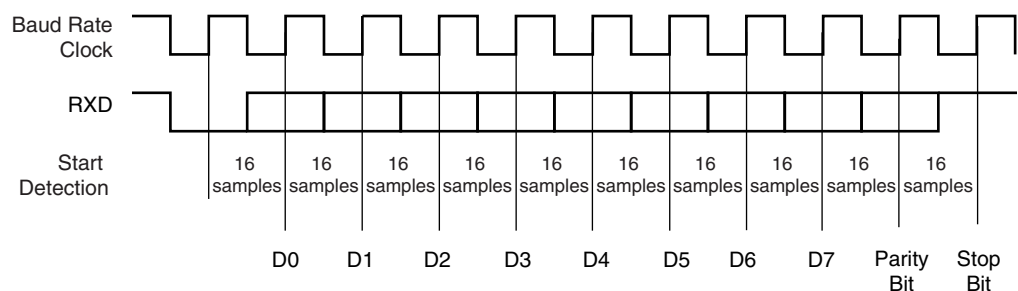 Baud Rate
Clock
RXD
Start
Detection
16
samples
16
samples
16
samples
16
samples
16
samples
16
samples
16
samples
16
samples
16
samples
16
samples
D0 D1 D2 D3 D4 D5 D6 D7 Parity
Bit
Stop
Bit